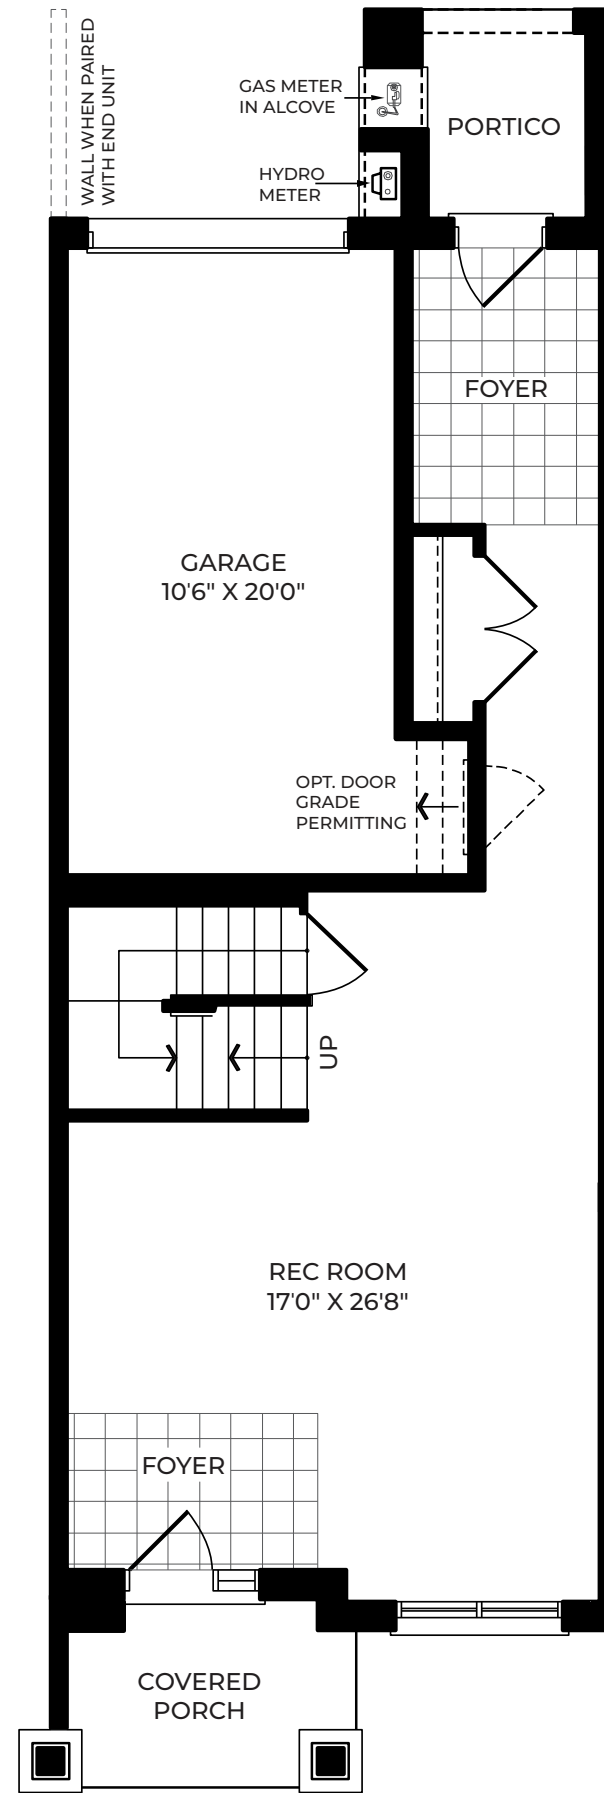 WALL WHEN PAIRED
WITH END UNIT
GAS METER
IN ALCOVE
PORTICO
HYDRO
METER
FOYER
GARAGE
10'6" X 20'0"
OPT. DOOR
GRADE
PERMITTING
UP
REC ROOM
17'0" X 26'8"
FOYER
COVERED
PORCH